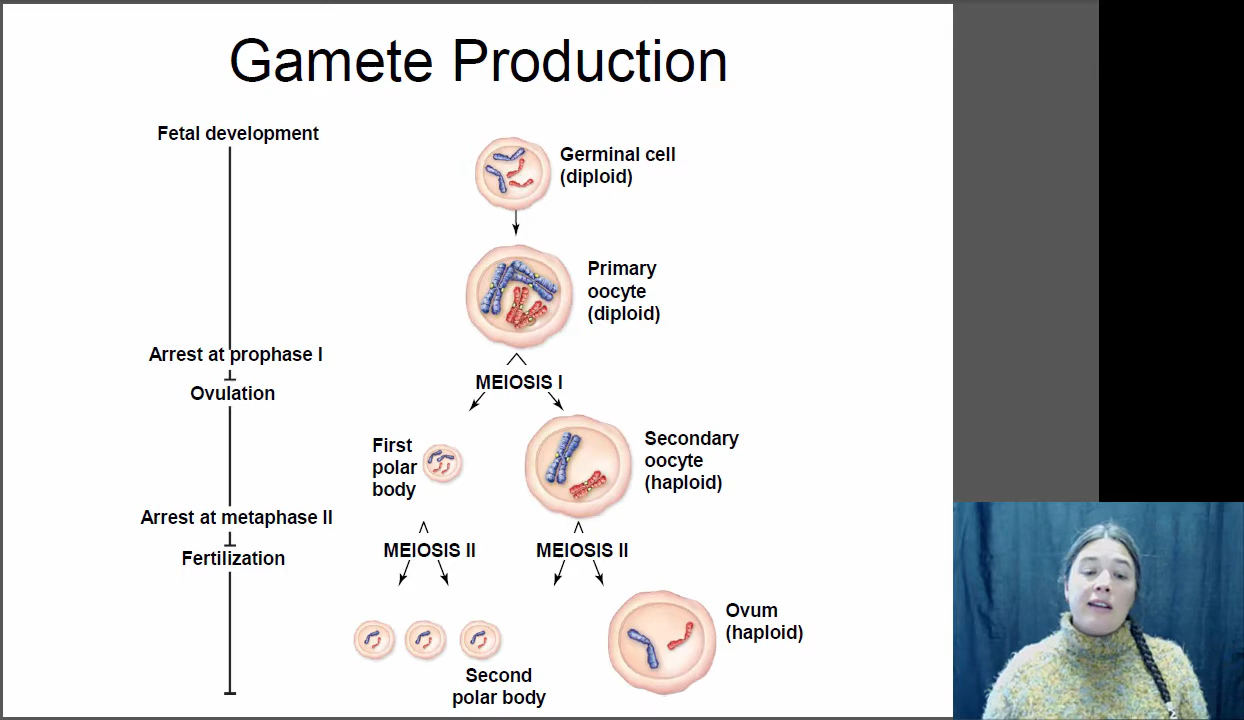 Gamete Production
Fetal development
Germinal cell
(diploid)
Primary
oocyte
(diploid)
Arrest at prophase I
Ovulation
MEIOSIS I
First
polar
body
Secondary
oocyte
(haploid)
Arrest at metaphase II
Fertilization
MEIOSIS II
MEIOSIS II
Ovum
(haploid)
Second
polar body